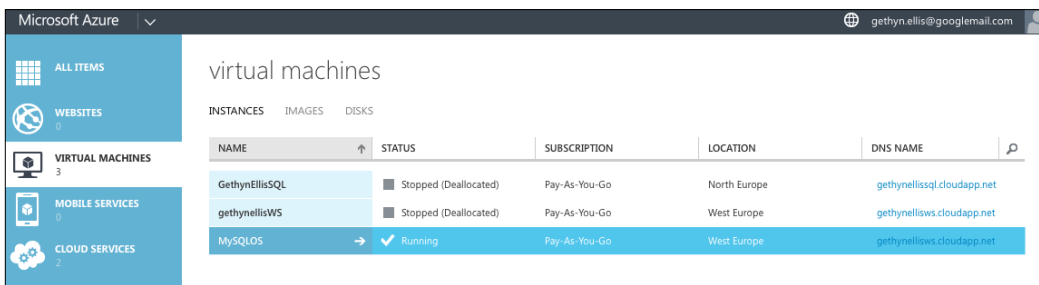 Microsoft Azure
gethyn.ellis@googlemail.com
ALL ITEMS
WEBSITES
0
VIRTUAL MACHINES
3
MOBILE SERVICES
0
CLOUD SERVICES
2
virtual machines
INSTANCES IMAGES DISKS
NAME STATUS SUBSCRIPTION LOCATION DNS NAME
GethynEllisSQL Stopped (Deallocated) Pay-As-You-Go North Europe gethynellissql.cloudapp.net
gethynellisWS Stopped (Deallocated) Pay-As-You-Go West Europe gethynellisws.cloudapp.net
MySQLOS Running Pay-As-You-Go West Europe gethynellisws.cloudapp.net